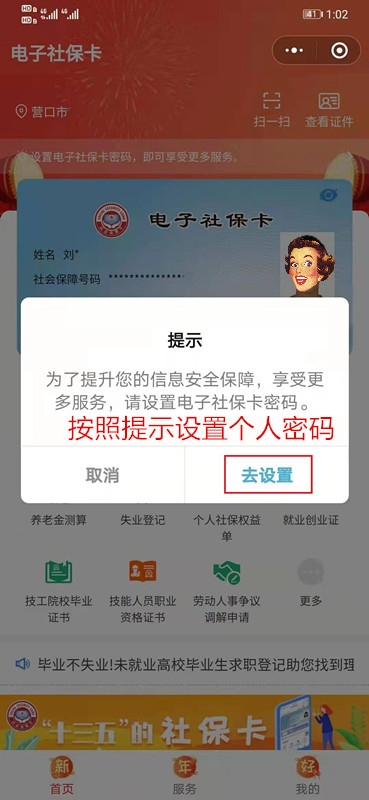 HD 4G 4G
HD
41 1:02
电子社保卡
营口市
扫一扫
查看证件
设置电子社保卡密码，即可享受更多服务。
电子社保卡
姓名 刘*
社会保障号码 **************
提示
为了提升您的信息安全保障，享受更
多服务，请设置电子社保卡密码。
按照提示设置个人密码
取消
去设置
养老金测算
失业登记
个人社保权益
单
就业创业证
技工院校毕业
证书
技能人员职业
资格证书
劳动人事争议
调解申请
更多
毕业不失业!未就业高校毕业生求职登记助您找到理
“十三五”的社保卡
新
年
好
首页
服务
我的